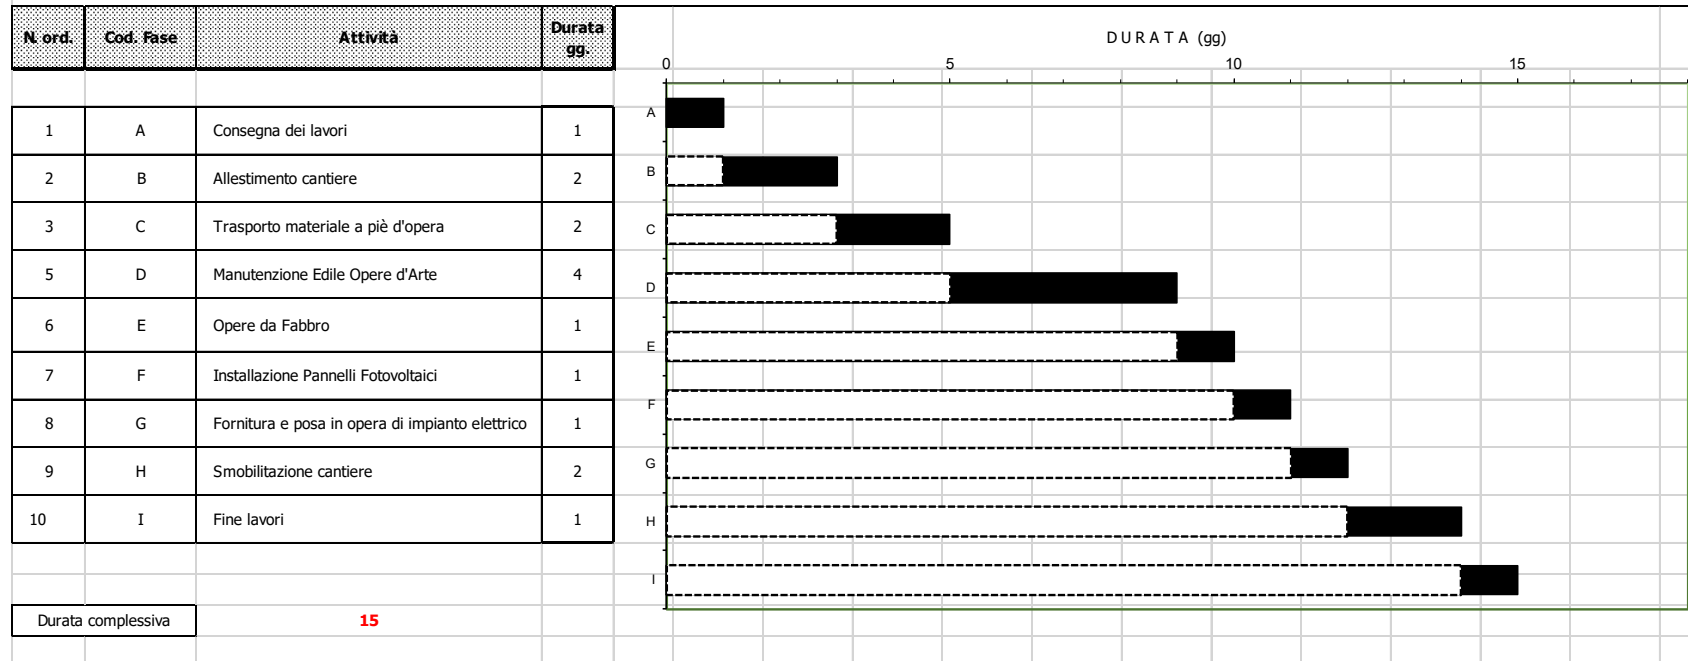 N. ord. Cod. Fase Attività Durata gg.
D U R A T A (gg)
0 5 10 15
1 A Consegna dei lavori 1
2 B Allestimento cantiere 2
3 C Trasporto materiale a piè d'opera 2
5 D Manutenzione Edile Opere d'Arte 4
6 E Opere da Fabbro 1
7 F Installazione Pannelli Fotovoltaici 1
8 G Fornitura e posa in opera di impianto elettrico 1
9 H Smobilitazione cantiere 2
10 I Fine lavori 1
Durata complessiva 15
A
B
C
D
E
F
G
H
I